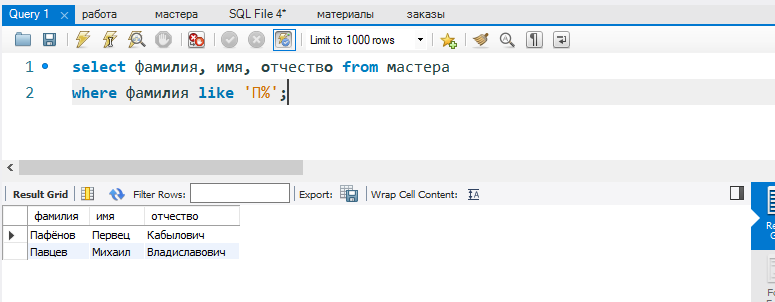 Query 1 работа мастера SQL File 4* материалы заказы
Limit to 1000 rows
1 select фамилия, имя, отчество from мастера
2 where фамилия like 'П%';
Result Grid Filter Rows: Export: Wrap Cell Content:
фамилия имя отчество
Пафёнов Первец Кабылович
Павцев Михаил Владиславович